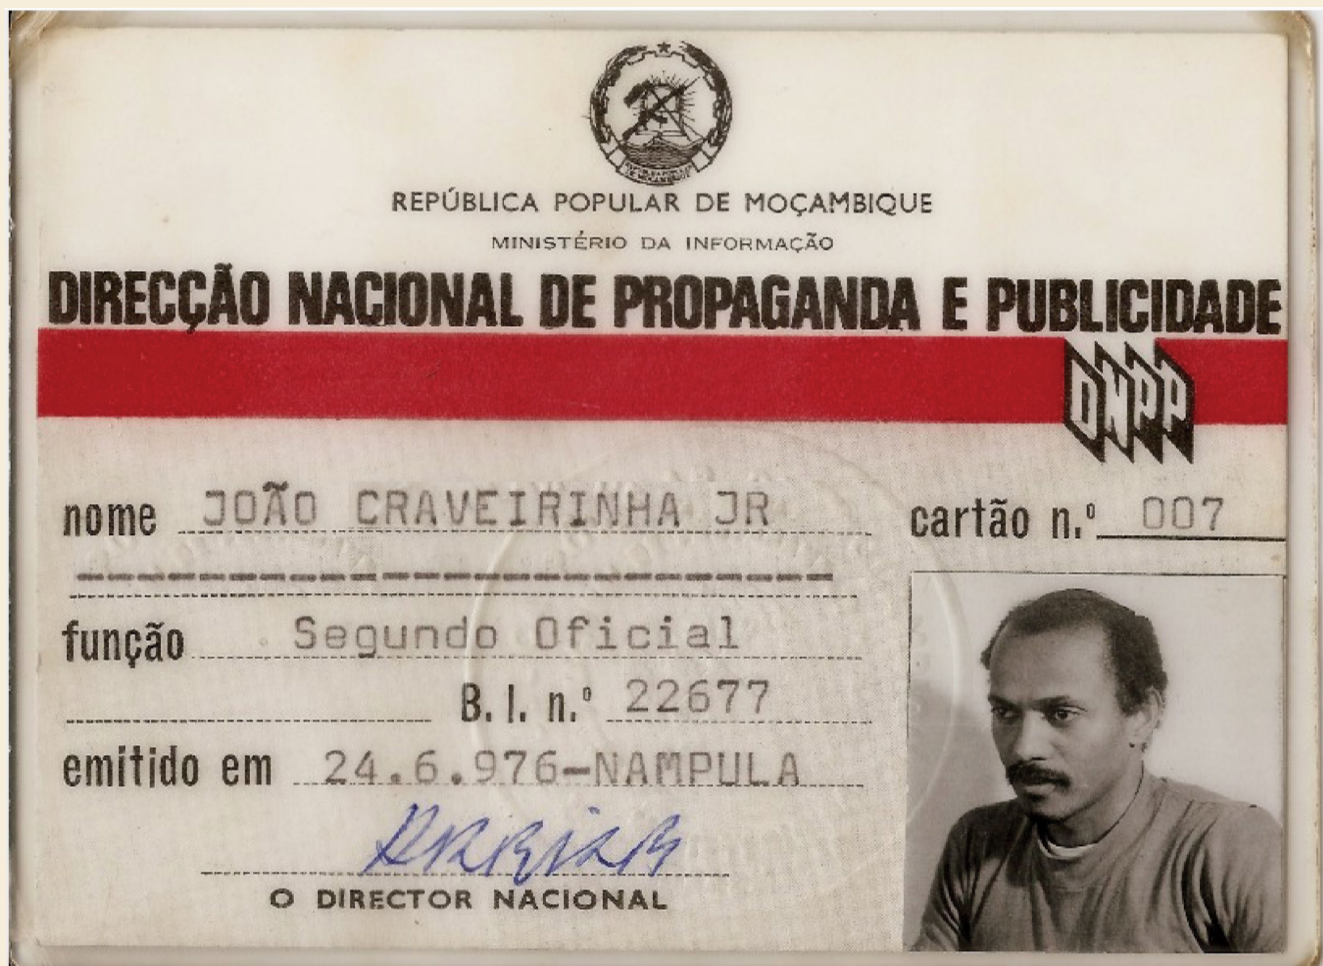 REPÚBLICA POPULAR DE MOÇAMBIQUE
MINISTÉRIO DA INFORMAÇÃO
DIRECÇÃO NACIONAL DE PROPAGANDA E PUBLICIDADE
DNPP
nome JOÃO CRAVEIRINHA JR
cartão n.º 007
função Segundo Oficial
B. I. n.º 22677
emitido em 24.6.976-NAMPULA
O DIRECTOR NACIONAL